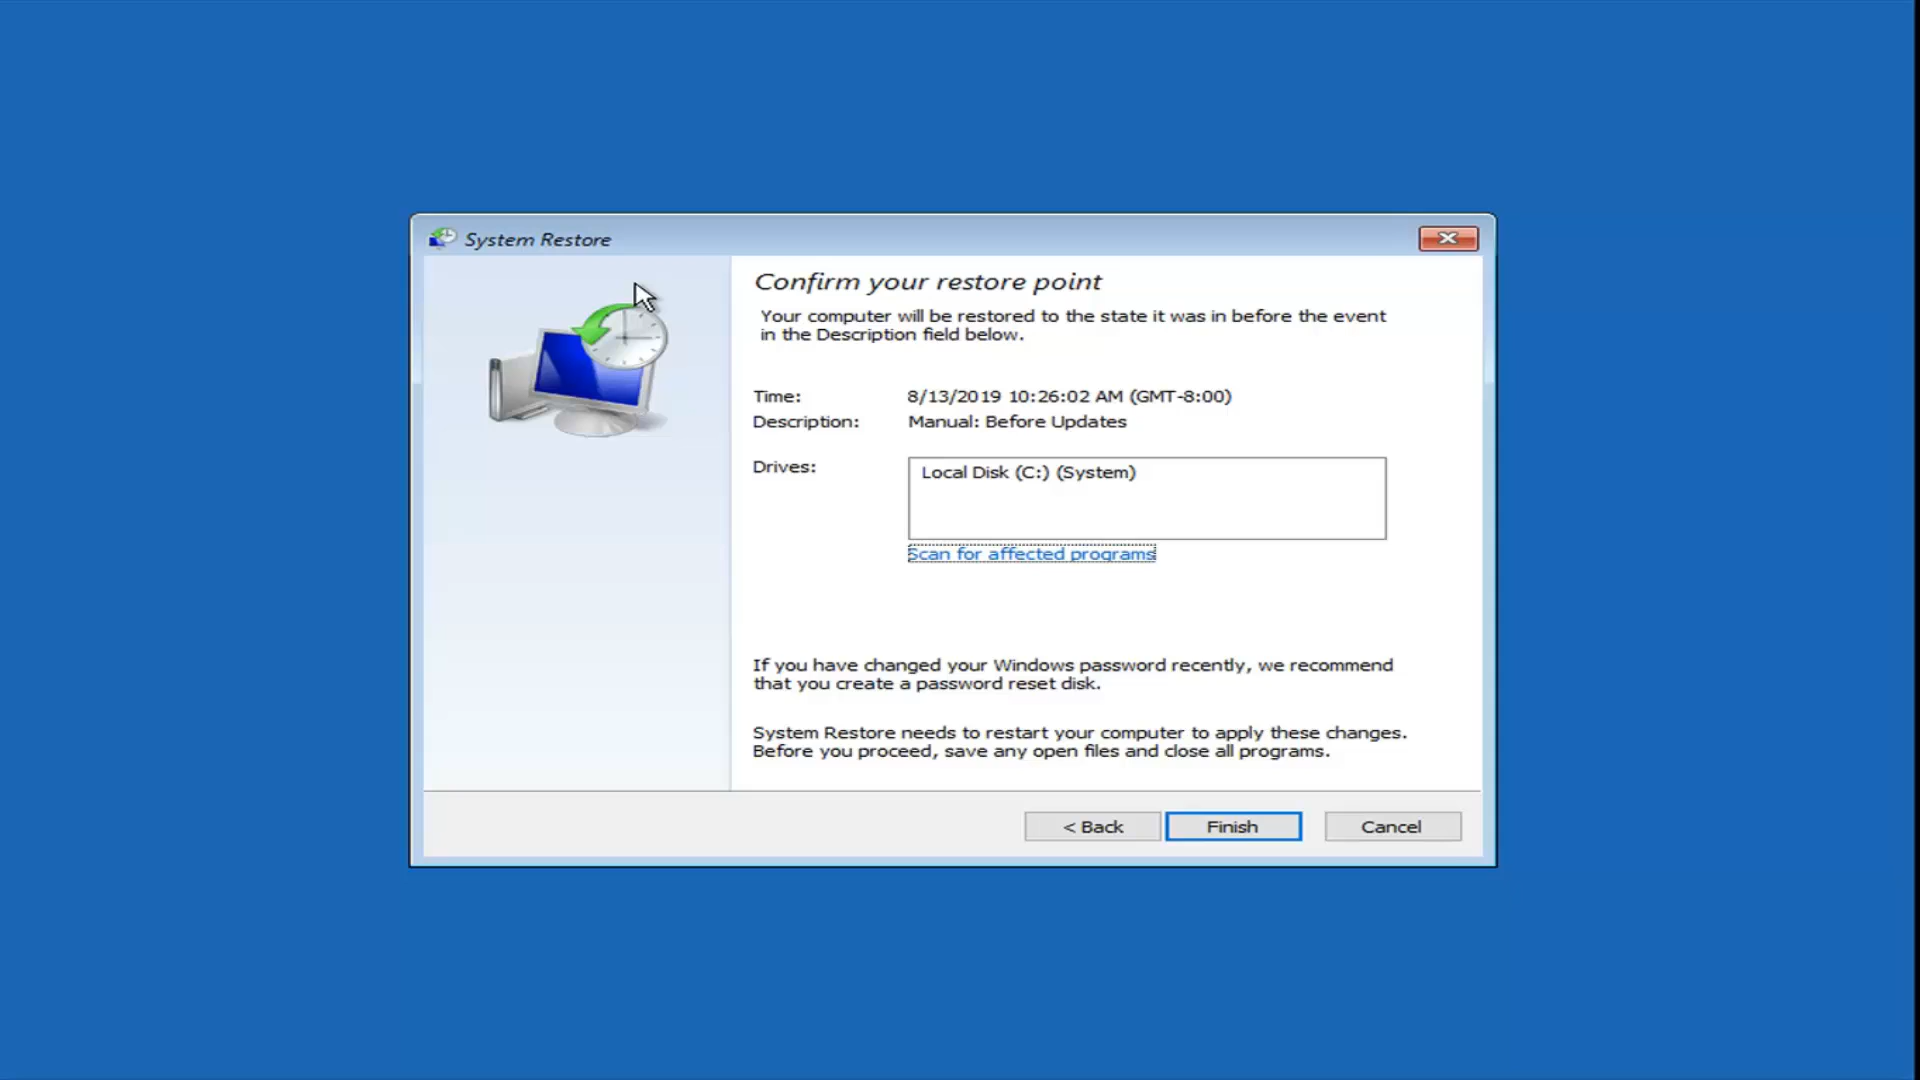 System Restore
Confirm your restore point
Your computer will be restored to the state it was in before the event
in the Description field below.
Time: 8/13/2019 10:26:02 AM (GMT-8:00)
Description: Manual: Before Updates
Drives: Local Disk (C:) (System)
Scan for affected programs
If you have changed your Windows password recently, we recommend
that you create a password reset disk.
System Restore needs to restart your computer to apply these changes.
Before you proceed, save any open files and close all programs.
< Back Finish Cancel